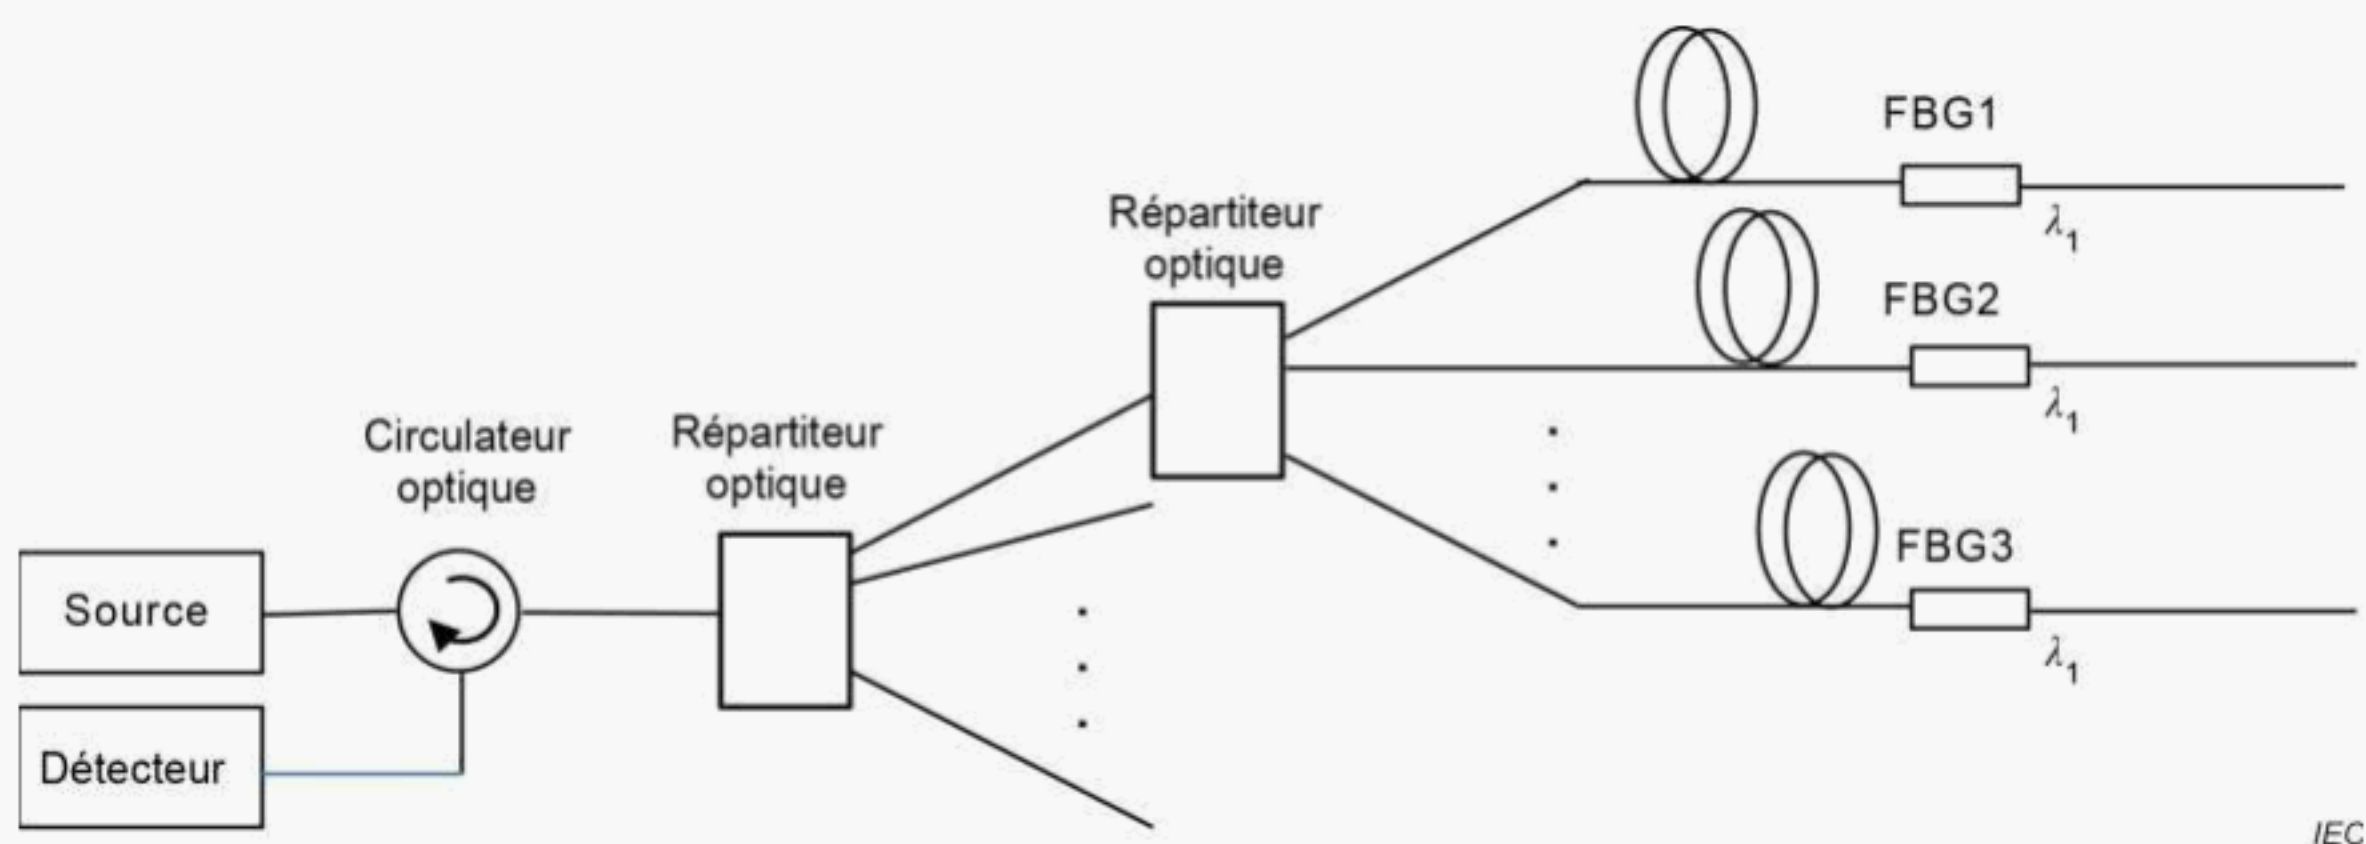 FBG1
λ1
Répartiteur
optique
FBG2
λ1
Circulateur
optique
Répartiteur
optique
FBG3
λ1
Source
Détecteur
IEC